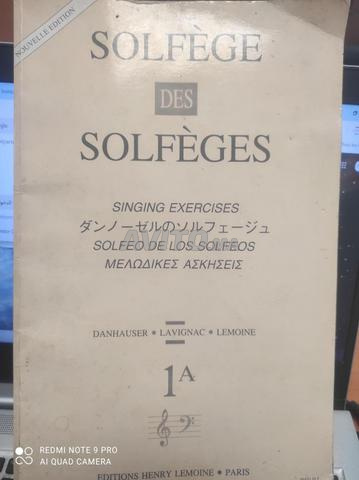 NOUVELLE EDITION
SOLFÈGE
DES
SOLFÈGES
SINGING EXERCISES
ダンノーゼルのソルフェージュ
SOLFEO DE LOS SOLFEOS
ΜΕΛΩΔΙΚΕΣ ΑΣΚΗΣΕΙΣ
DANHAUSER • LAVIGNAC • LEMOINE
1A
EDITIONS HENRY LEMOINE • PARIS
REDMI NOTE 9 PRO
AI QUAD CAMERA